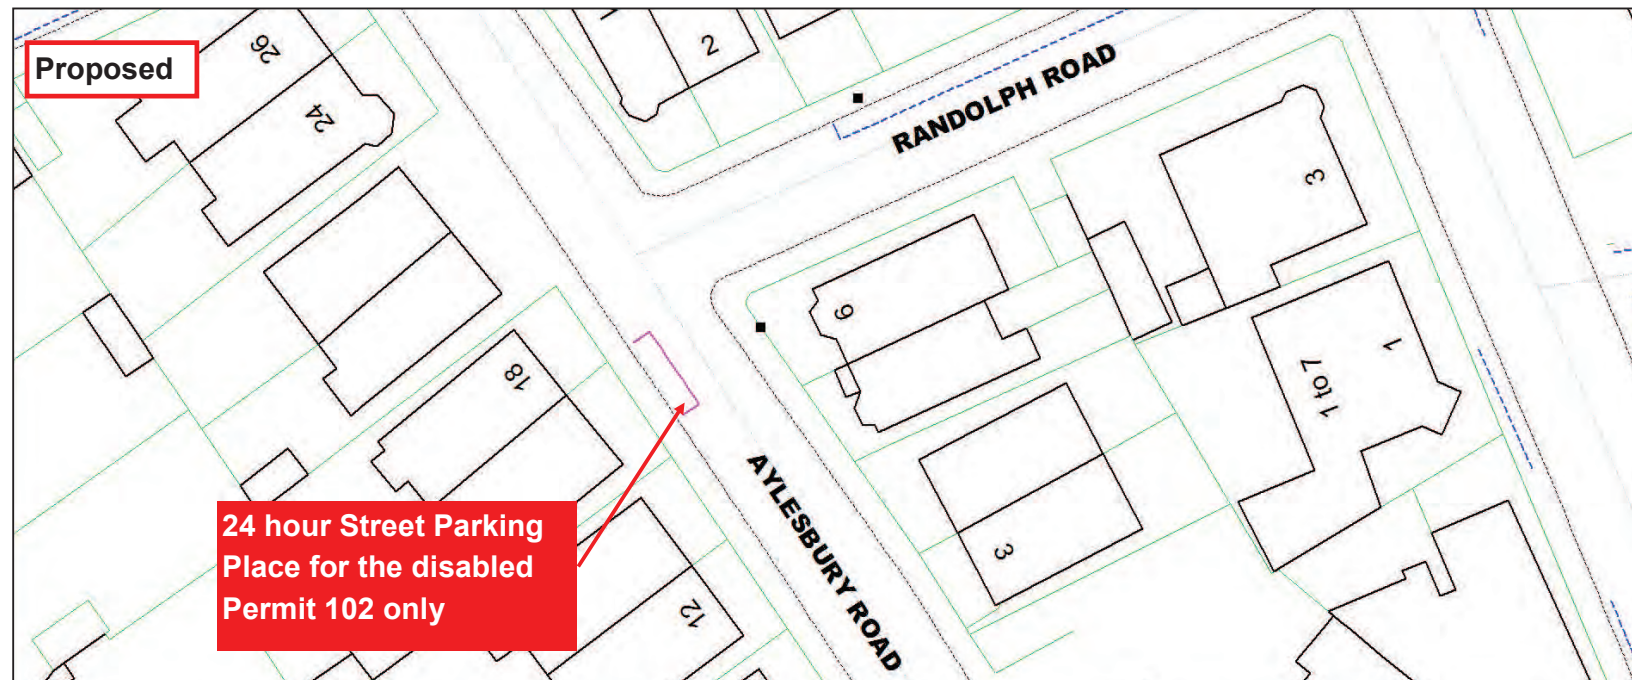 Proposed
26
24
2
RANDOLPH ROAD
3
6
18
1
1 to 7
AYLESBURY ROAD
3
12
24 hour Street Parking
Place for the disabled
Permit 102 only